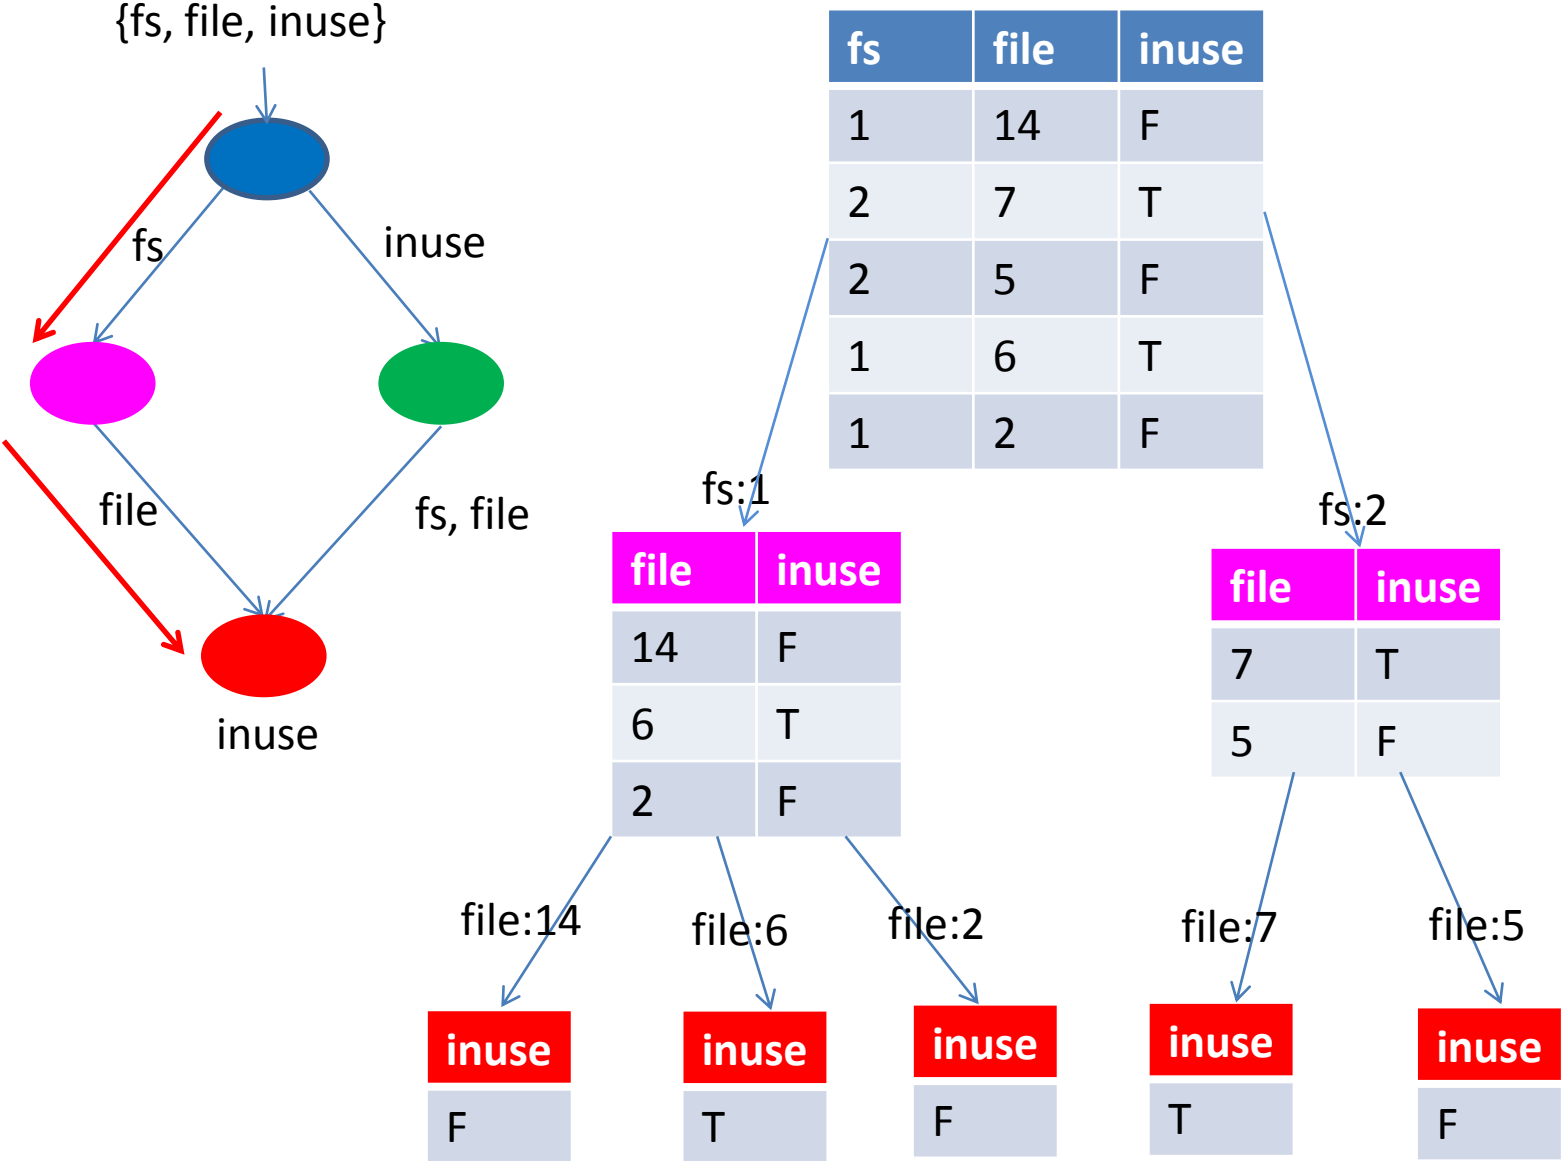 {fs, file, inuse}
fs
inuse
file
fs, file
inuse
fs file inuse
1 14 F
2 7 T
2 5 F
1 6 T
1 2 F
fs:1
fs:2
file inuse
14 F
6 T
2 F
file inuse
7 T
5 F
file:14
file:6
file:2
file:7
file:5
inuse
F
inuse
T
inuse
F
inuse
T
inuse
F